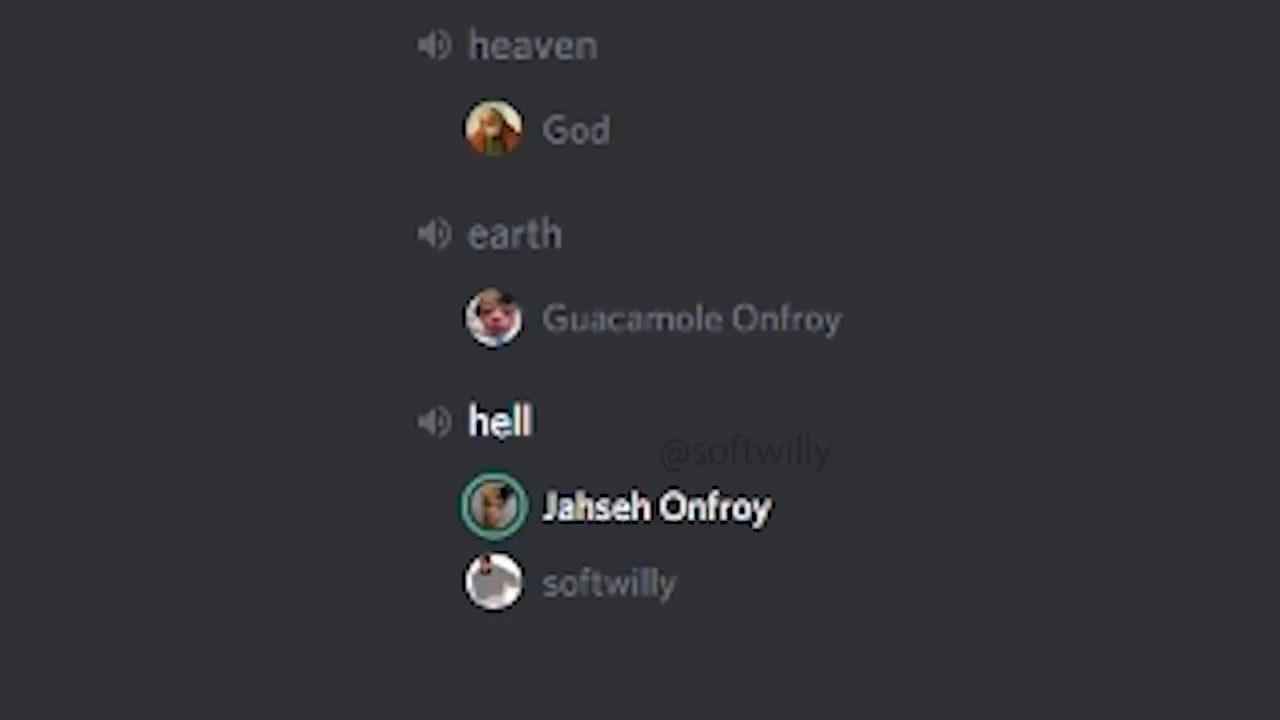 heaven
God
earth
Guacamole Onfroy
hell
@softwilly
Jahseh Onfroy
softwilly